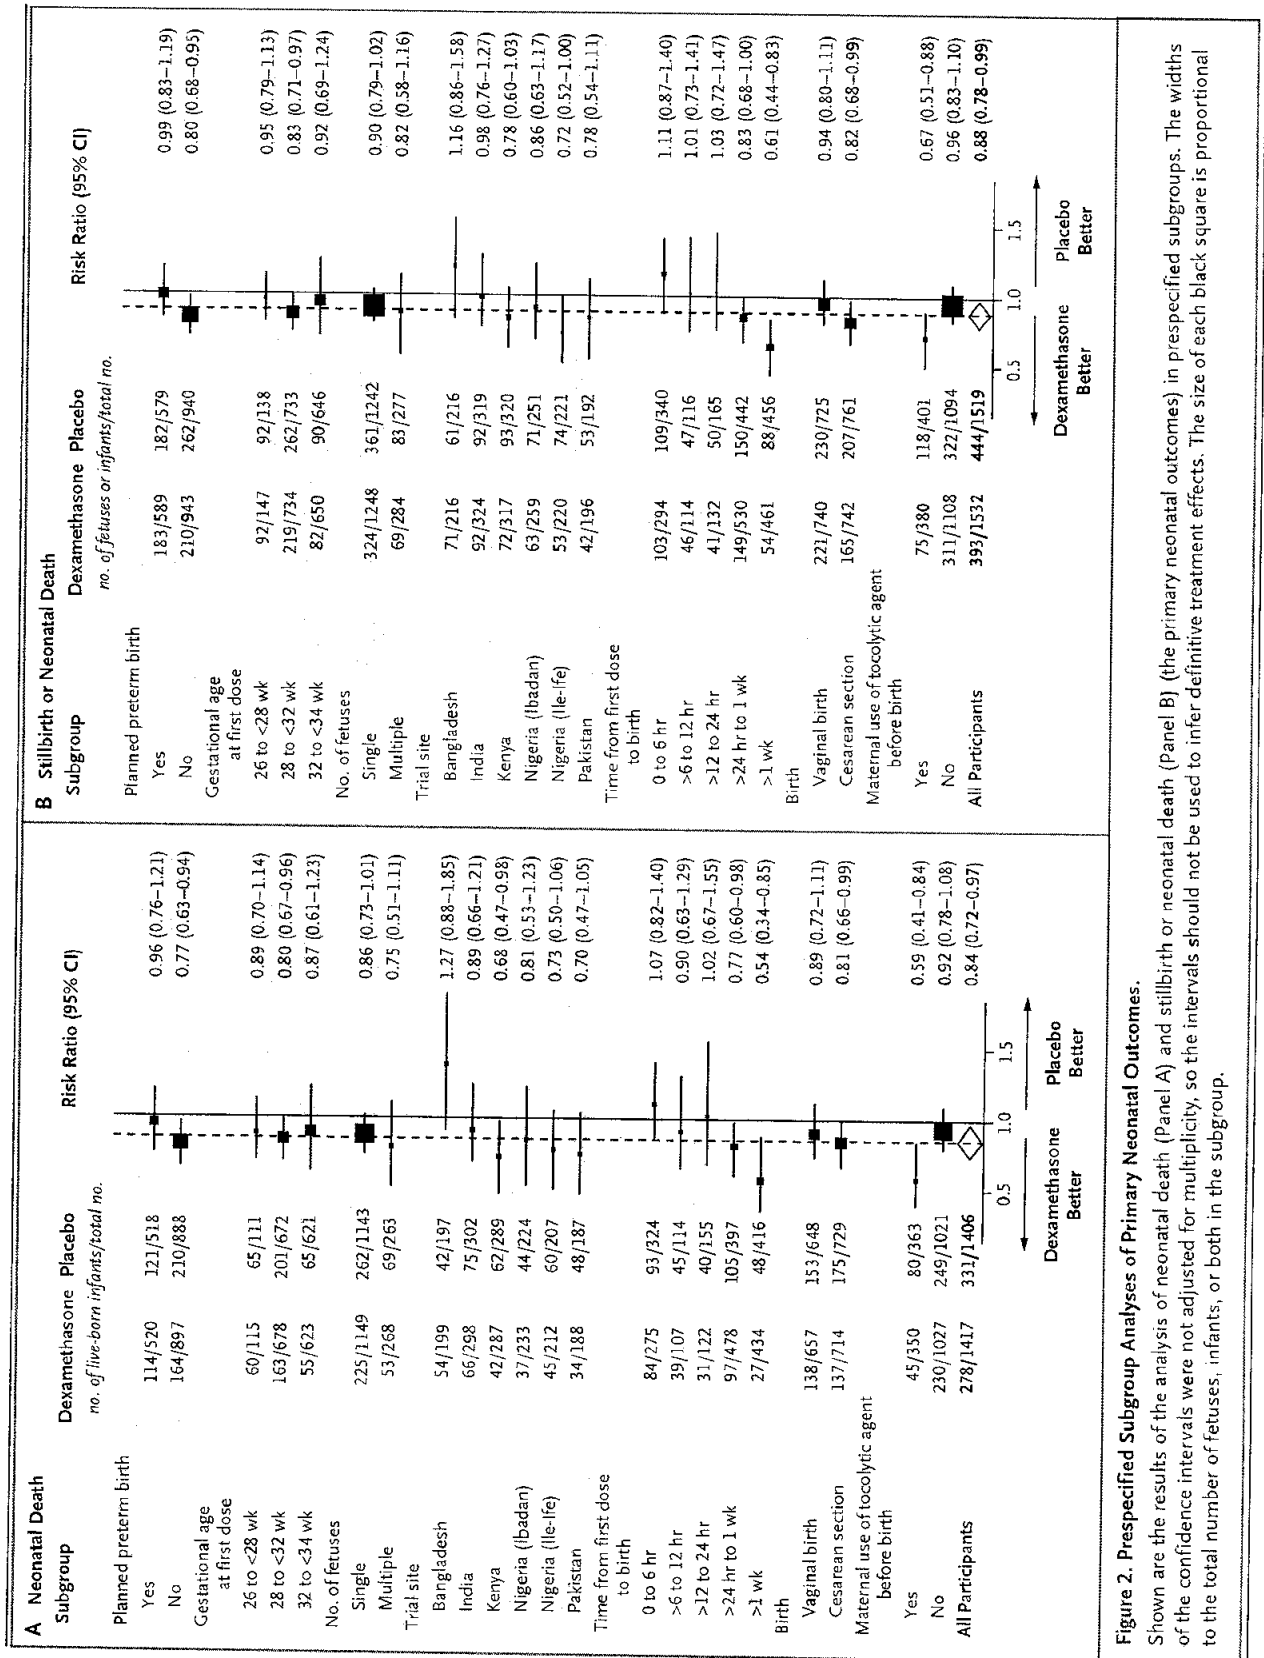 A Neonatal Death
Subgroup Dexamethasone Placebo Risk Ratio (95% CI)
no. of live-born infants/total no.
Planned preterm birth
Yes 114/520 121/518 0.96 (0.76–1.21)
No 164/897 210/888 0.77 (0.63–0.94)
Gestational age
at first dose
26 to <28 wk 60/115 65/111 0.89 (0.70–1.14)
28 to <32 wk 163/678 201/672 0.80 (0.67–0.96)
32 to <34 wk 55/623 65/621 0.87 (0.61–1.23)
No. of fetuses
Single 225/1149 262/1143 0.86 (0.73–1.01)
Multiple 53/268 69/263 0.75 (0.51–1.11)
Trial site
Bangladesh 54/199 42/197 1.27 (0.88–1.85)
India 66/298 75/302 0.89 (0.66–1.21)
Kenya 42/287 62/289 0.68 (0.47–0.98)
Nigeria (Ibadan) 37/233 44/224 0.81 (0.53–1.23)
Nigeria (Ile-Ife) 45/212 60/207 0.73 (0.50–1.06)
Pakistan 34/188 48/187 0.70 (0.47–1.05)
Time from first dose
to birth
0 to 6 hr 84/275 93/324 1.07 (0.82–1.40)
>6 to 12 hr 39/107 45/114 0.90 (0.63–1.29)
>12 to 24 hr 31/122 40/155 1.02 (0.67–1.55)
>24 hr to 1 wk 97/478 105/397 0.77 (0.60–0.98)
>1 wk 27/434 48/416 0.54 (0.34–0.85)
Birth
Vaginal birth 138/657 153/648 0.89 (0.72–1.11)
Cesarean section 137/714 175/729 0.81 (0.66–0.99)
Maternal use of tocolytic agent
before birth
Yes 45/350 80/363 0.59 (0.41–0.84)
No 230/1027 249/1021 0.92 (0.78–1.08)
All Participants 278/1417 331/1406 0.84 (0.72–0.97)
0.5 1.0 1.5
Dexamethasone Better Placebo Better
B Stillbirth or Neonatal Death
Subgroup Dexamethasone Placebo Risk Ratio (95% CI)
no. of fetuses or infants/total no.
Planned preterm birth
Yes 183/589 182/579 0.99 (0.83–1.19)
No 210/943 262/940 0.80 (0.68–0.95)
Gestational age
at first dose
26 to <28 wk 92/147 92/138 0.95 (0.79–1.13)
28 to <32 wk 219/734 262/733 0.83 (0.71–0.97)
32 to <34 wk 82/650 90/646 0.92 (0.69–1.24)
No. of fetuses
Single 324/1248 361/1242 0.90 (0.79–1.02)
Multiple 69/284 83/277 0.82 (0.58–1.16)
Trial site
Bangladesh 71/216 61/216 1.16 (0.86–1.58)
India 92/324 92/319 0.98 (0.76–1.27)
Kenya 72/317 93/320 0.78 (0.60–1.03)
Nigeria (Ibadan) 63/259 71/251 0.86 (0.63–1.17)
Nigeria (Ile-Ife) 53/220 74/221 0.72 (0.52–1.00)
Pakistan 42/196 53/192 0.78 (0.54–1.11)
Time from first dose
to birth
0 to 6 hr 103/294 109/340 1.11 (0.87–1.40)
>6 to 12 hr 46/114 47/116 1.01 (0.73–1.41)
>12 to 24 hr 41/132 50/165 1.03 (0.72–1.47)
>24 hr to 1 wk 149/530 150/442 0.83 (0.68–1.00)
>1 wk 54/461 88/456 0.61 (0.44–0.83)
Birth
Vaginal birth 221/740 230/725 0.94 (0.80–1.11)
Cesarean section 165/742 207/761 0.82 (0.68–0.99)
Maternal use of tocolytic agent
before birth
Yes 75/380 118/401 0.67 (0.51–0.88)
No 311/1108 322/1094 0.96 (0.83–1.10)
All Participants 393/1532 444/1519 0.88 (0.78–0.99)
0.5 1.0 1.5
Dexamethasone Better Placebo Better
Figure 2. Prespecified Subgroup Analyses of Primary Neonatal Outcomes.
Shown are the results of the analysis of neonatal death (Panel A) and stillbirth or neonatal death (Panel B) (the primary neonatal outcomes) in prespecified subgroups. The widths
of the confidence intervals were not adjusted for multiplicity, so the intervals should not be used to infer definitive treatment effects. The size of each black square is proportional
to the total number of fetuses, infants, or both in the subgroup.